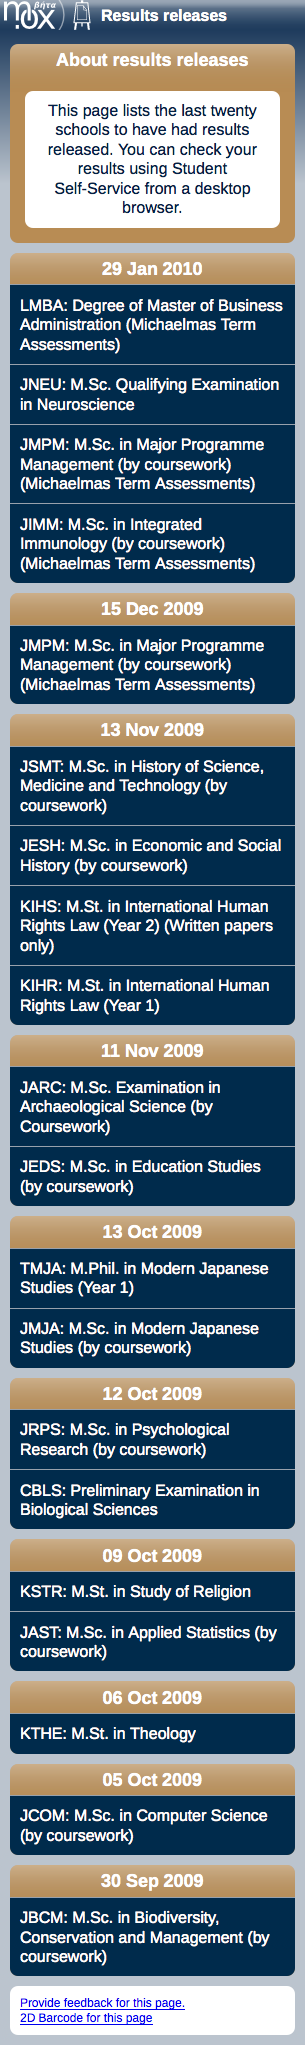 m.ox βήτα Results releases
About results releases
This page lists the last twenty
schools to have had results
released. You can check your
results using Student
Self-Service from a desktop
browser.
29 Jan 2010
LMBA: Degree of Master of Business
Administration (Michaelmas Term
Assessments)
JNEU: M.Sc. Qualifying Examination
in Neuroscience
JMPM: M.Sc. in Major Programme
Management (by coursework)
(Michaelmas Term Assessments)
JIMM: M.Sc. in Integrated
Immunology (by coursework)
(Michaelmas Term Assessments)
15 Dec 2009
JMPM: M.Sc. in Major Programme
Management (by coursework)
(Michaelmas Term Assessments)
13 Nov 2009
JSMT: M.Sc. in History of Science,
Medicine and Technology (by
coursework)
JESH: M.Sc. in Economic and Social
History (by coursework)
KIHS: M.St. in International Human
Rights Law (Year 2) (Written papers
only)
KIHR: M.St. in International Human
Rights Law (Year 1)
11 Nov 2009
JARC: M.Sc. Examination in
Archaeological Science (by
Coursework)
JEDS: M.Sc. in Education Studies
(by coursework)
13 Oct 2009
TMJA: M.Phil. in Modern Japanese
Studies (Year 1)
JMJA: M.Sc. in Modern Japanese
Studies (by coursework)
12 Oct 2009
JRPS: M.Sc. in Psychological
Research (by coursework)
CBLS: Preliminary Examination in
Biological Sciences
09 Oct 2009
KSTR: M.St. in Study of Religion
JAST: M.Sc. in Applied Statistics (by
coursework)
06 Oct 2009
KTHE: M.St. in Theology
05 Oct 2009
JCOM: M.Sc. in Computer Science
(by coursework)
30 Sep 2009
JBCM: M.Sc. in Biodiversity,
Conservation and Management (by
coursework)
Provide feedback for this page.
2D Barcode for this page